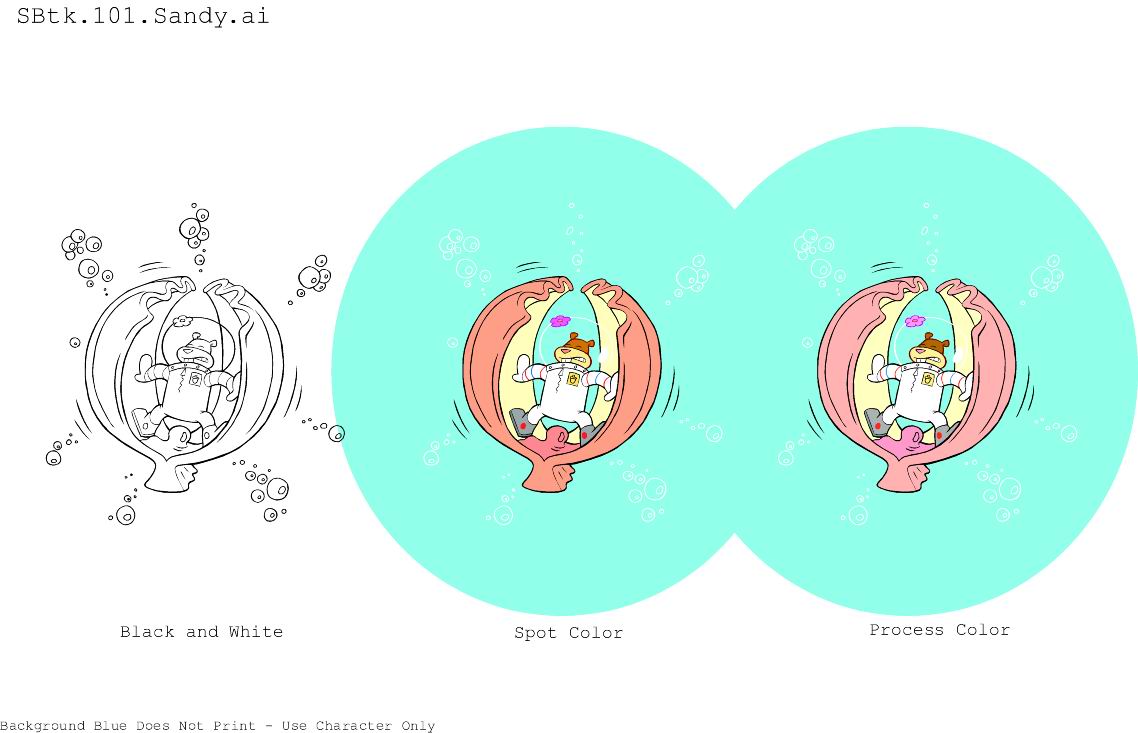 SBtk.101.Sandy.ai
Black and White
Spot Color
Process Color
Background Blue Does Not Print - Use Character Only